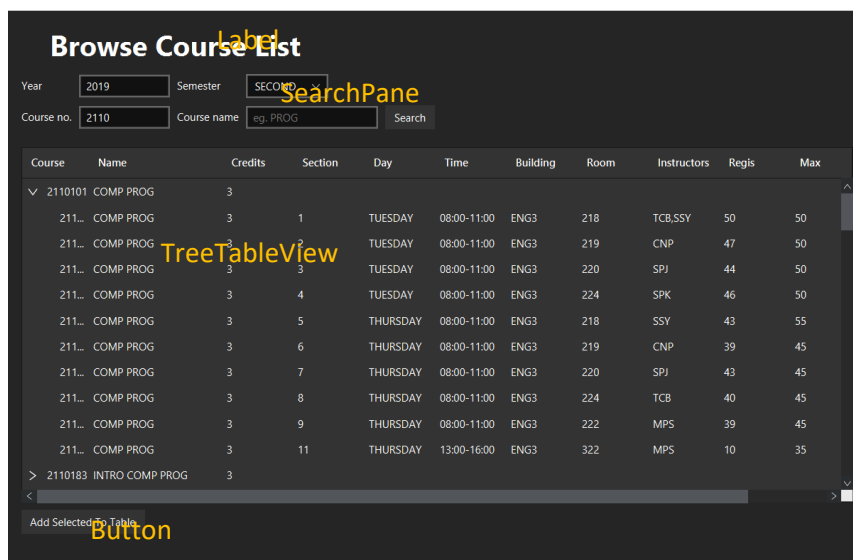 Browse Course List
Label
Year 2019 Semester SECOND
SearchPane
Course no. 2110 Course name eg. PROG Search
Course Name Credits Section Day Time Building Room Instructors Regis Max
2110101 COMP PROG 3
211... COMP PROG 3 1 TUESDAY 08:00-11:00 ENG3 218 TCB,SSY 50 50
211... COMP PROG 3 2 TUESDAY 08:00-11:00 ENG3 219 CNP 47 50
TreeTableView
211... COMP PROG 3 3 TUESDAY 08:00-11:00 ENG3 220 SPJ 44 50
211... COMP PROG 3 4 TUESDAY 08:00-11:00 ENG3 224 SPK 46 50
211... COMP PROG 3 5 THURSDAY 08:00-11:00 ENG3 218 SSY 43 55
211... COMP PROG 3 6 THURSDAY 08:00-11:00 ENG3 219 CNP 39 45
211... COMP PROG 3 7 THURSDAY 08:00-11:00 ENG3 220 SPJ 43 45
211... COMP PROG 3 8 THURSDAY 08:00-11:00 ENG3 224 TCB 40 45
211... COMP PROG 3 9 THURSDAY 08:00-11:00 ENG3 222 MPS 39 45
211... COMP PROG 3 11 THURSDAY 13:00-16:00 ENG3 322 MPS 10 35
2110183 INTRO COMP PROG 3
Add Selected To Table
Button